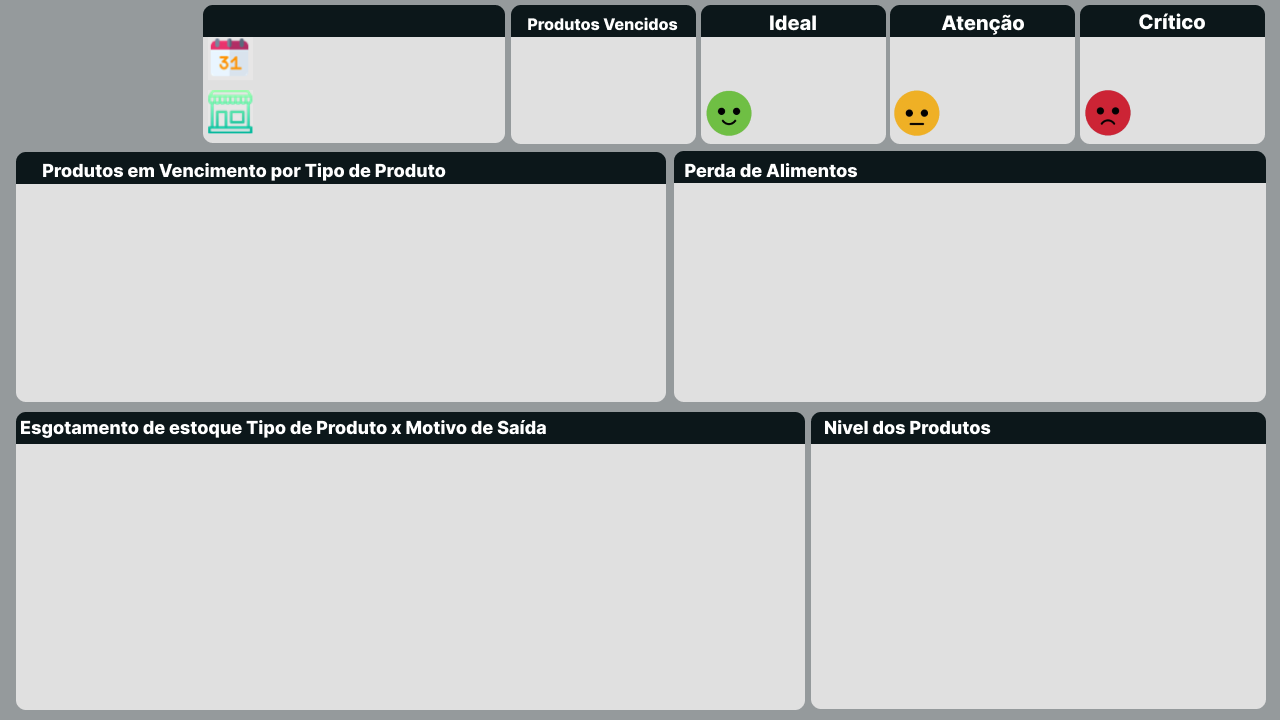 Produtos Vencidos
Ideal
Atenção
Crítico
31
Produtos em Vencimento por Tipo de Produto
Perda de Alimentos
Esgotamento de estoque Tipo de Produto x Motivo de Saída
Nivel dos Produtos